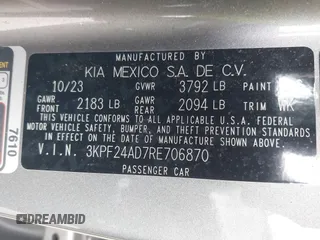 MANUFACTURED BY
KIA MEXICO S.A. DE C.V.
10/23 GVWR 3792 LB PAINT
GAWR FRONT 2183 LB GAWR REAR 2094 LB TRIM WK
THIS VEHICLE CONFORMS TO ALL APPLICABLE U.S.A. FEDERAL
MOTOR VEHICLE SAFETY, BUMPER, AND THEFT PREVENTION
STANDARDS IN EFFECT ON THE DATE OF MANUFACTURE SHOWN ABOVE.
V.I.N. 3KPF24AD7RE706870
PASSENGER CAR
7610
DREAMBID.COM